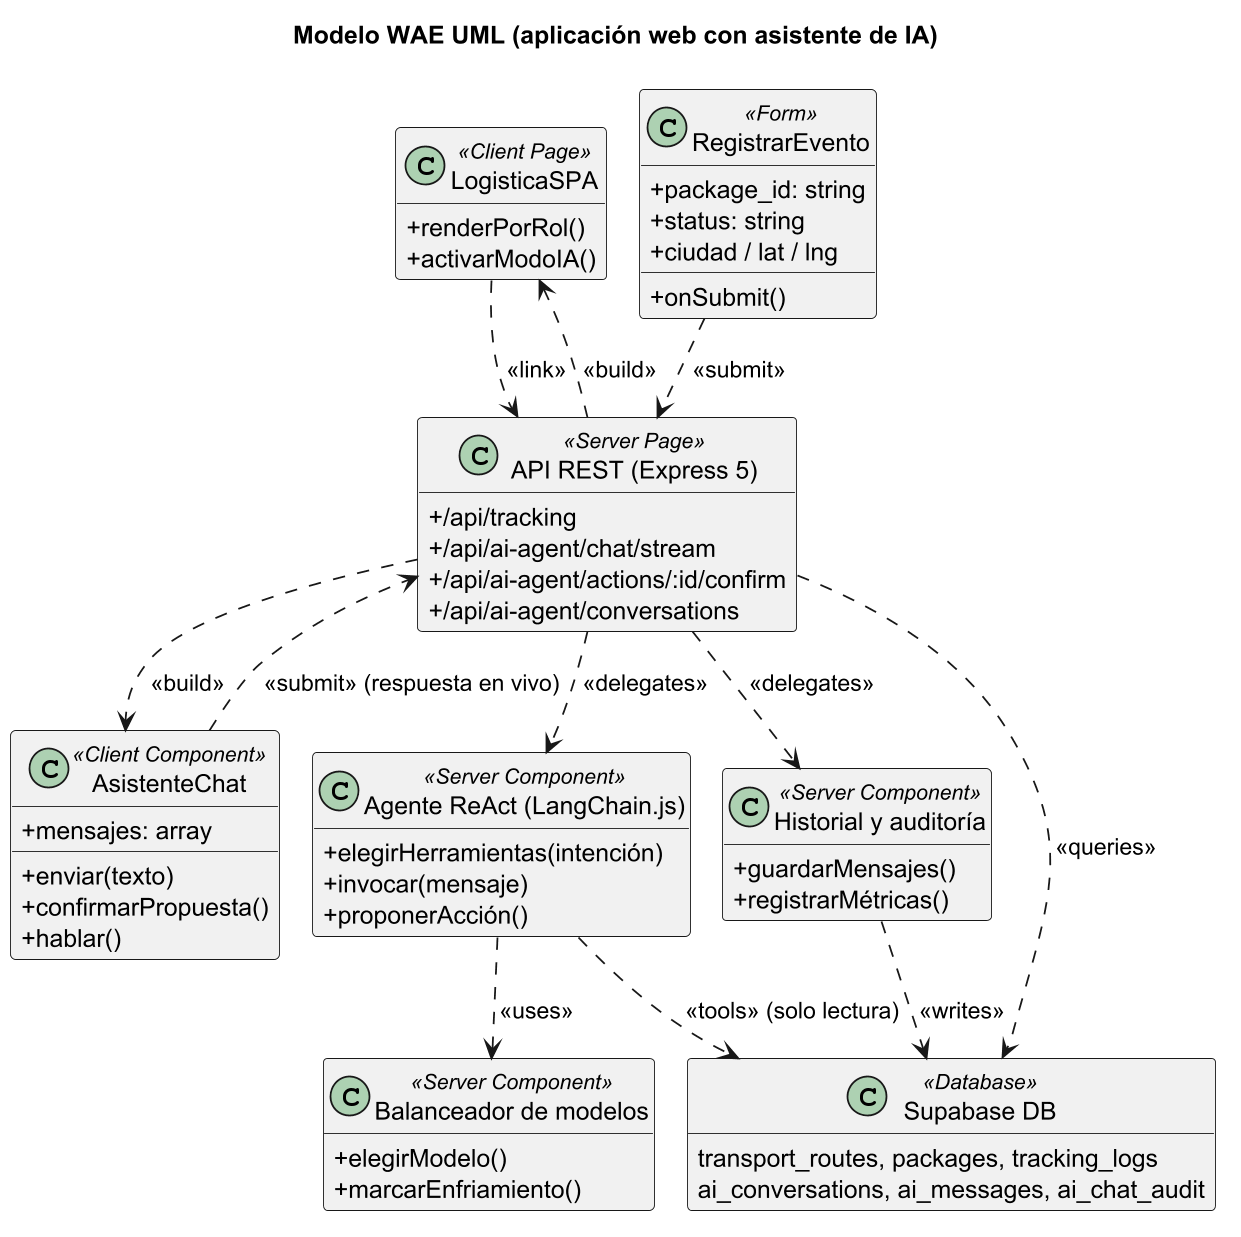 Modelo WAE UML (aplicación web con asistente de IA)
C
«Client Page»
LogisticaSPA
+renderPorRol()
+activarModoIA()
C
«Form»
RegistrarEvento
+package_id: string
+status: string
+ciudad / lat / lng
+onSubmit()
«link»
«build»
«submit»
C
«Server Page»
API REST (Express 5)
+/api/tracking
+/api/ai-agent/chat/stream
+/api/ai-agent/actions/:id/confirm
+/api/ai-agent/conversations
«build»
«submit» (respuesta en vivo)
«delegates»
«delegates»
«queries»
C
«Client Component»
AsistenteChat
+mensajes: array
+enviar(texto)
+confirmarPropuesta()
+hablar()
C
«Server Component»
Agente ReAct (LangChain.js)
+elegirHerramientas(intención)
+invocar(mensaje)
+proponerAcción()
C
«Server Component»
Historial y auditoría
+guardarMensajes()
+registrarMétricas()
«uses»
«tools» (solo lectura)
«writes»
C
«Server Component»
Balanceador de modelos
+elegirModelo()
+marcarEnfriamiento()
C
«Database»
Supabase DB
transport_routes, packages, tracking_logs
ai_conversations, ai_messages, ai_chat_audit